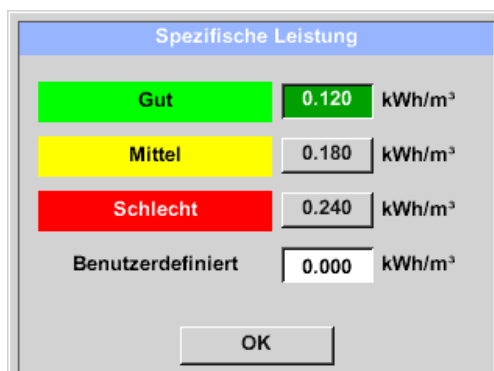 Spezifische Leistung
Gut 0.120 kWh/m³
Mittel 0.180 kWh/m³
Schlecht 0.240 kWh/m³
Benutzerdefiniert 0.000 kWh/m³
OK